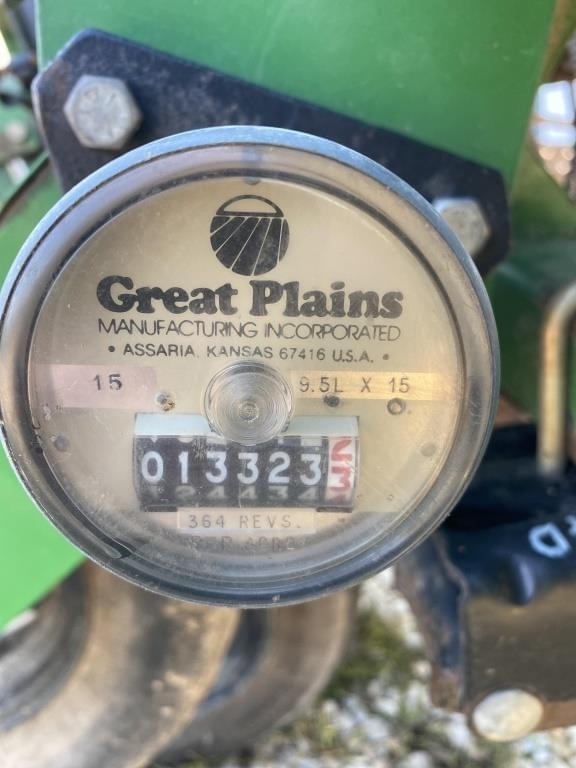 Great Plains
MANUFACTURING INCORPORATED
• ASSARIA, KANSAS 67416 U.S.A. •
15 9.5L X 15
013323
364 REVS.